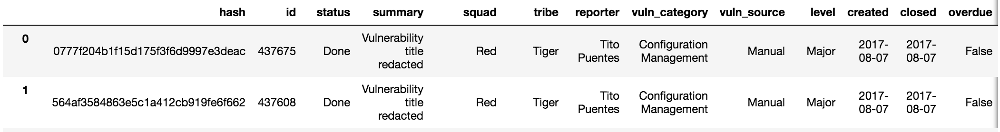 hash id status summary squad tribe reporter vuln_category vuln_source level created closed overdue
0 0777f204b1f15d175f3f6d9997e3deac 437675 Done Vulnerability title redacted Red Tiger Tito Puentes Configuration Management Manual Major 2017-08-07 2017-08-07 False
1 564af3584863e5c1a412cb919fe6f662 437608 Done Vulnerability title redacted Red Tiger Tito Puentes Configuration Management Manual Major 2017-08-07 2017-08-07 False